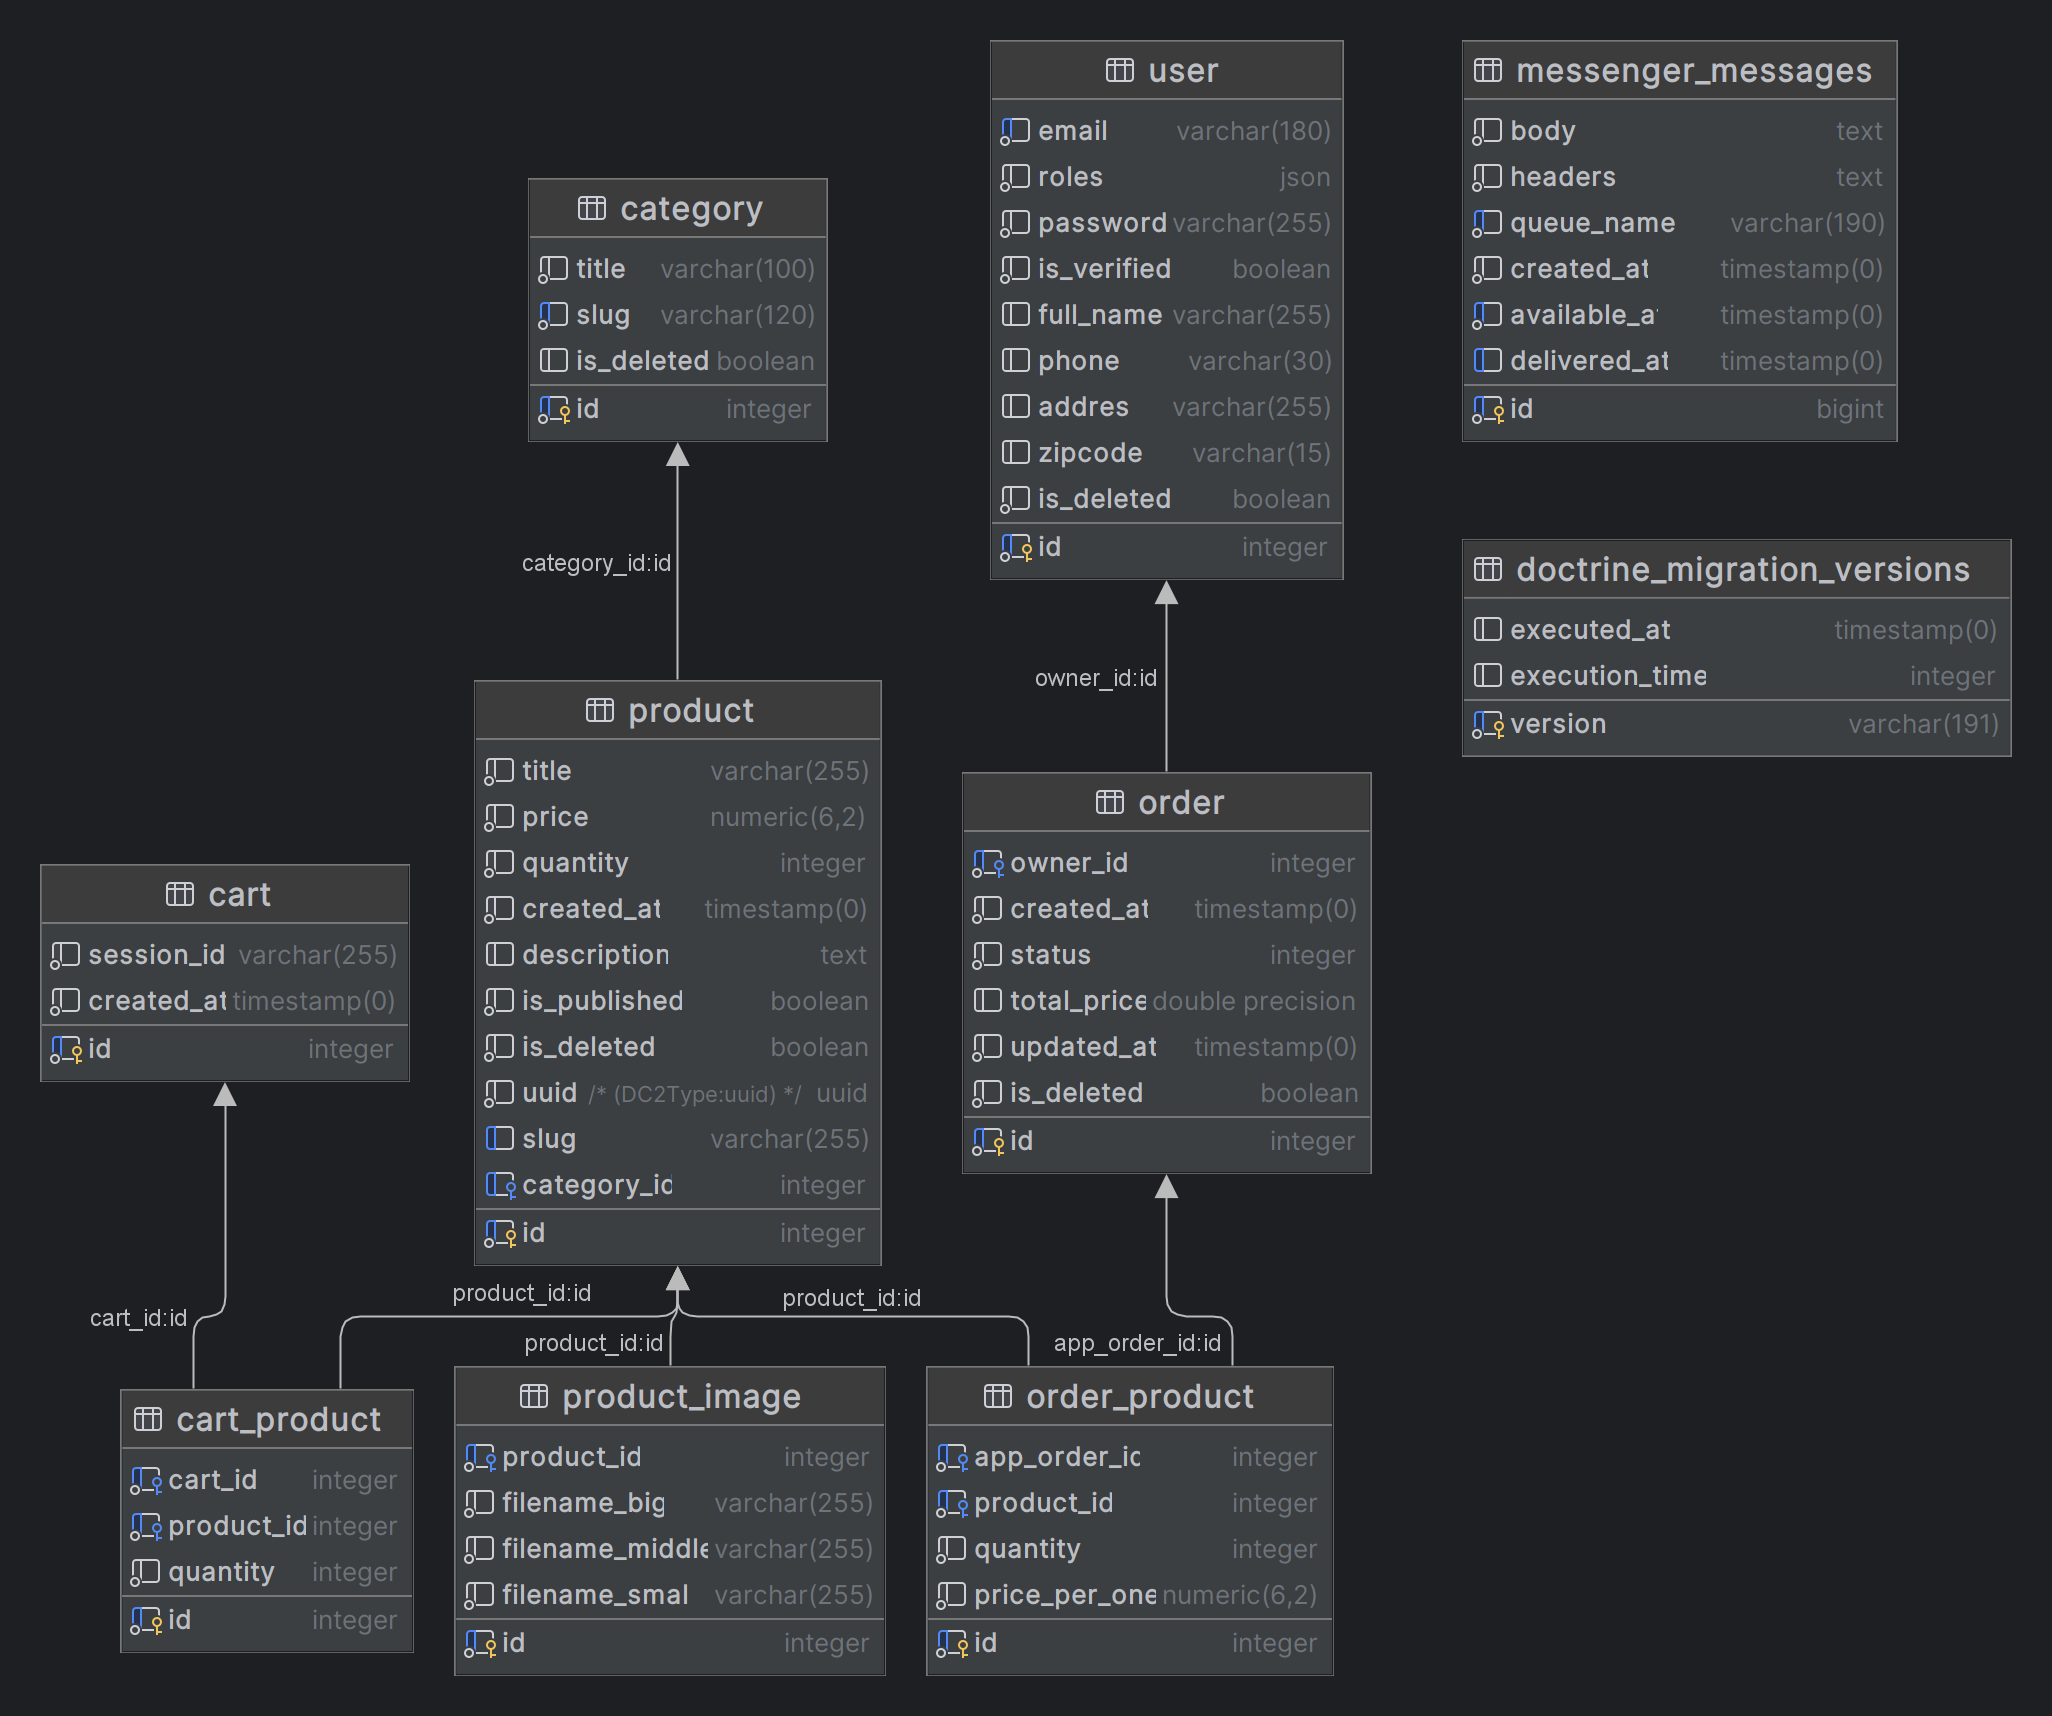 user
email varchar(180)
roles json
password varchar(255)
is_verified boolean
full_name varchar(255)
phone varchar(30)
addres varchar(255)
zipcode varchar(15)
is_deleted boolean
id integer
messenger_messages
body text
headers text
queue_name varchar(190)
created_at timestamp(0)
available_a timestamp(0)
delivered_at timestamp(0)
id bigint
category
title varchar(100)
slug varchar(120)
is_deleted boolean
id integer
category_id:id
owner_id:id
doctrine_migration_versions
executed_at timestamp(0)
execution_time integer
version varchar(191)
product
title varchar(255)
price numeric(6,2)
quantity integer
created_at timestamp(0)
description text
is_published boolean
is_deleted boolean
uuid /* (DC2Type:uuid) */ uuid
slug varchar(255)
category_id integer
id integer
order
owner_id integer
created_at timestamp(0)
status integer
total_price double precision
updated_at timestamp(0)
is_deleted boolean
id integer
cart
session_id varchar(255)
created_at timestamp(0)
id integer
cart_id:id
product_id:id
product_id:id
product_id:id
app_order_id:id
cart_product
cart_id integer
product_id integer
quantity integer
id integer
product_image
product_id integer
filename_big varchar(255)
filename_middle varchar(255)
filename_smal varchar(255)
id integer
order_product
app_order_id integer
product_id integer
quantity integer
price_per_one numeric(6,2)
id integer